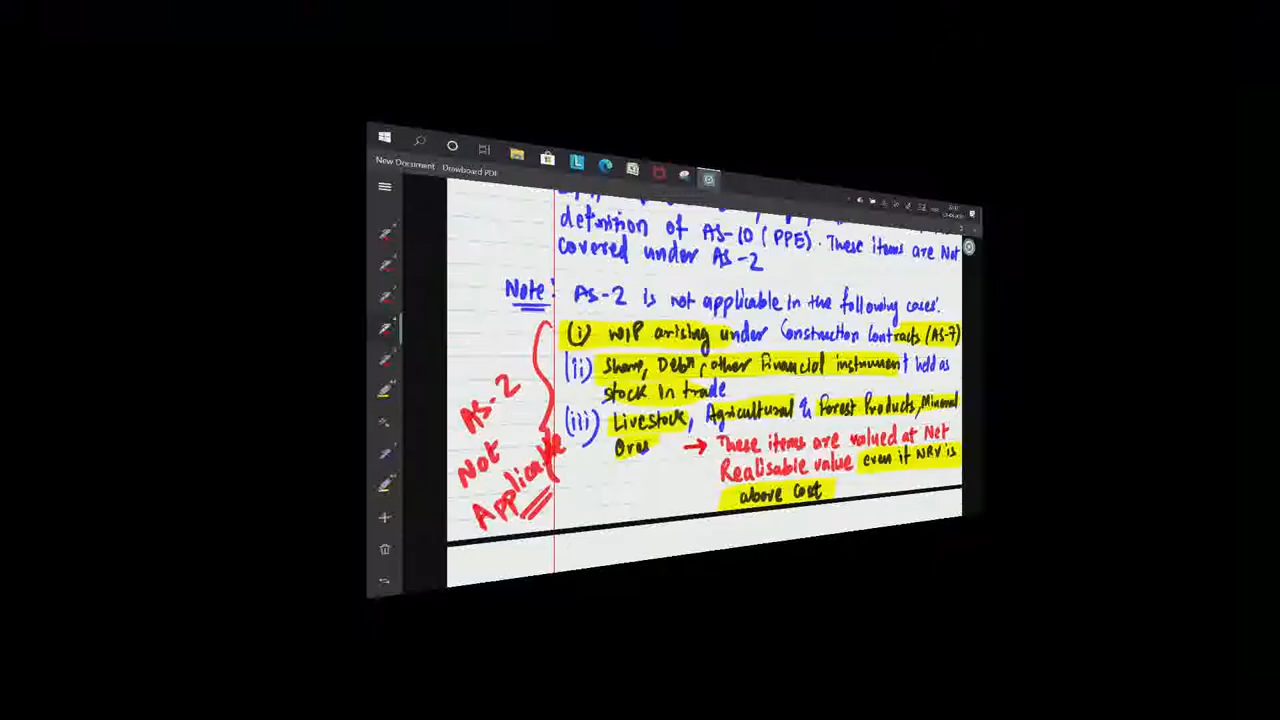 New Document - Drawboard PDF
definition of AS-10 (PPE). These items are Not
covered under AS-2
Note: AS-2 is not applicable in the following cases.
(i) WIP arising under Construction Contracts (AS-7)
(ii) Share, Debn, other Financial instrument held as
stock in trade
(iii) Livestock, Agricultural & Forest Products, Mineral
Ores → These items are valued at Net
Realisable value even if NRV is
above cost
AS-2
Not
Applicable